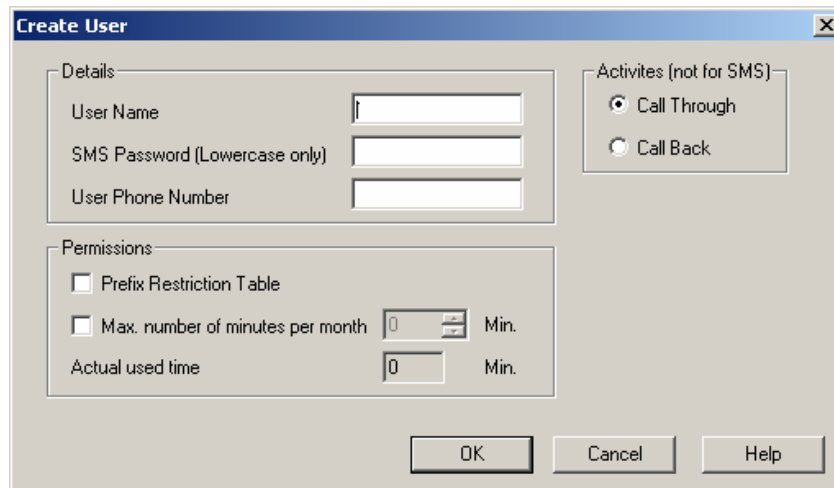 Create User
Details
User Name
SMS Password (Lowercase only)
User Phone Number
Activites (not for SMS)
Call Through
Call Back
Permissions
Prefix Restriction Table
Max. number of minutes per month 0 Min.
Actual used time 0 Min.
OK Cancel Help